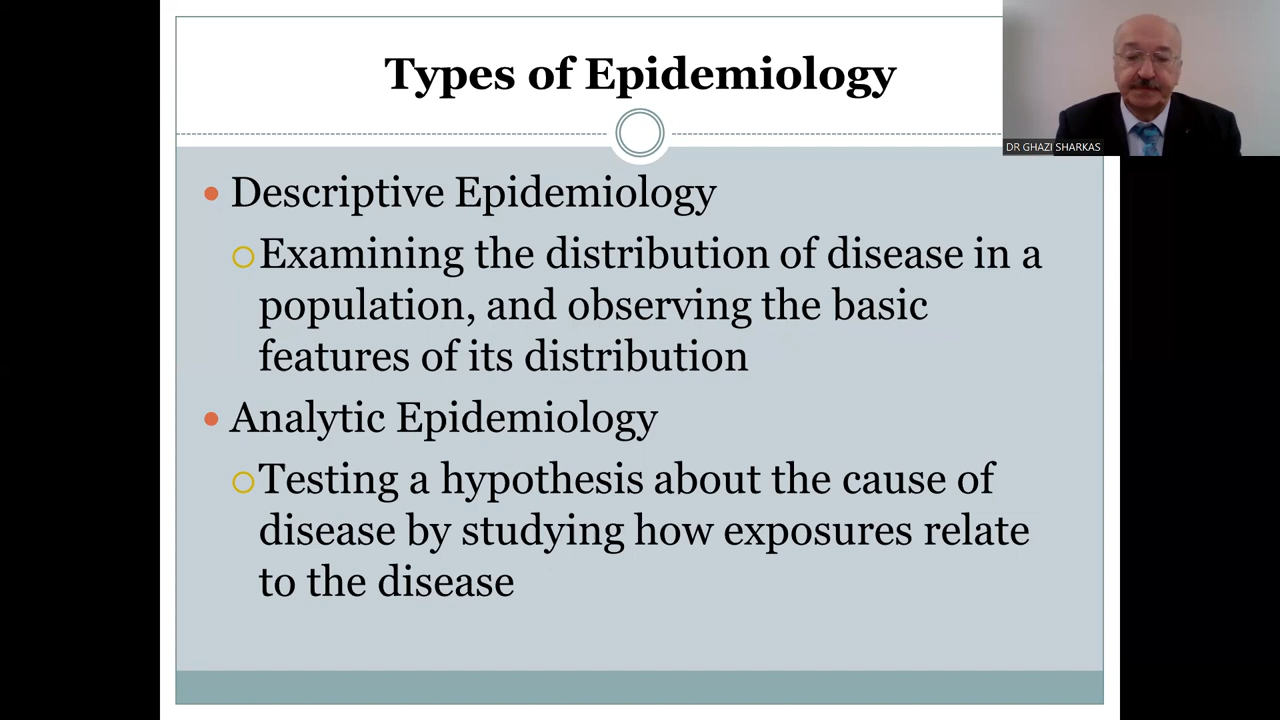 Types of Epidemiology
DR GHAZI SHARKAS
Descriptive Epidemiology
Examining the distribution of disease in a
population, and observing the basic
features of its distribution
Analytic Epidemiology
Testing a hypothesis about the cause of
disease by studying how exposures relate
to the disease